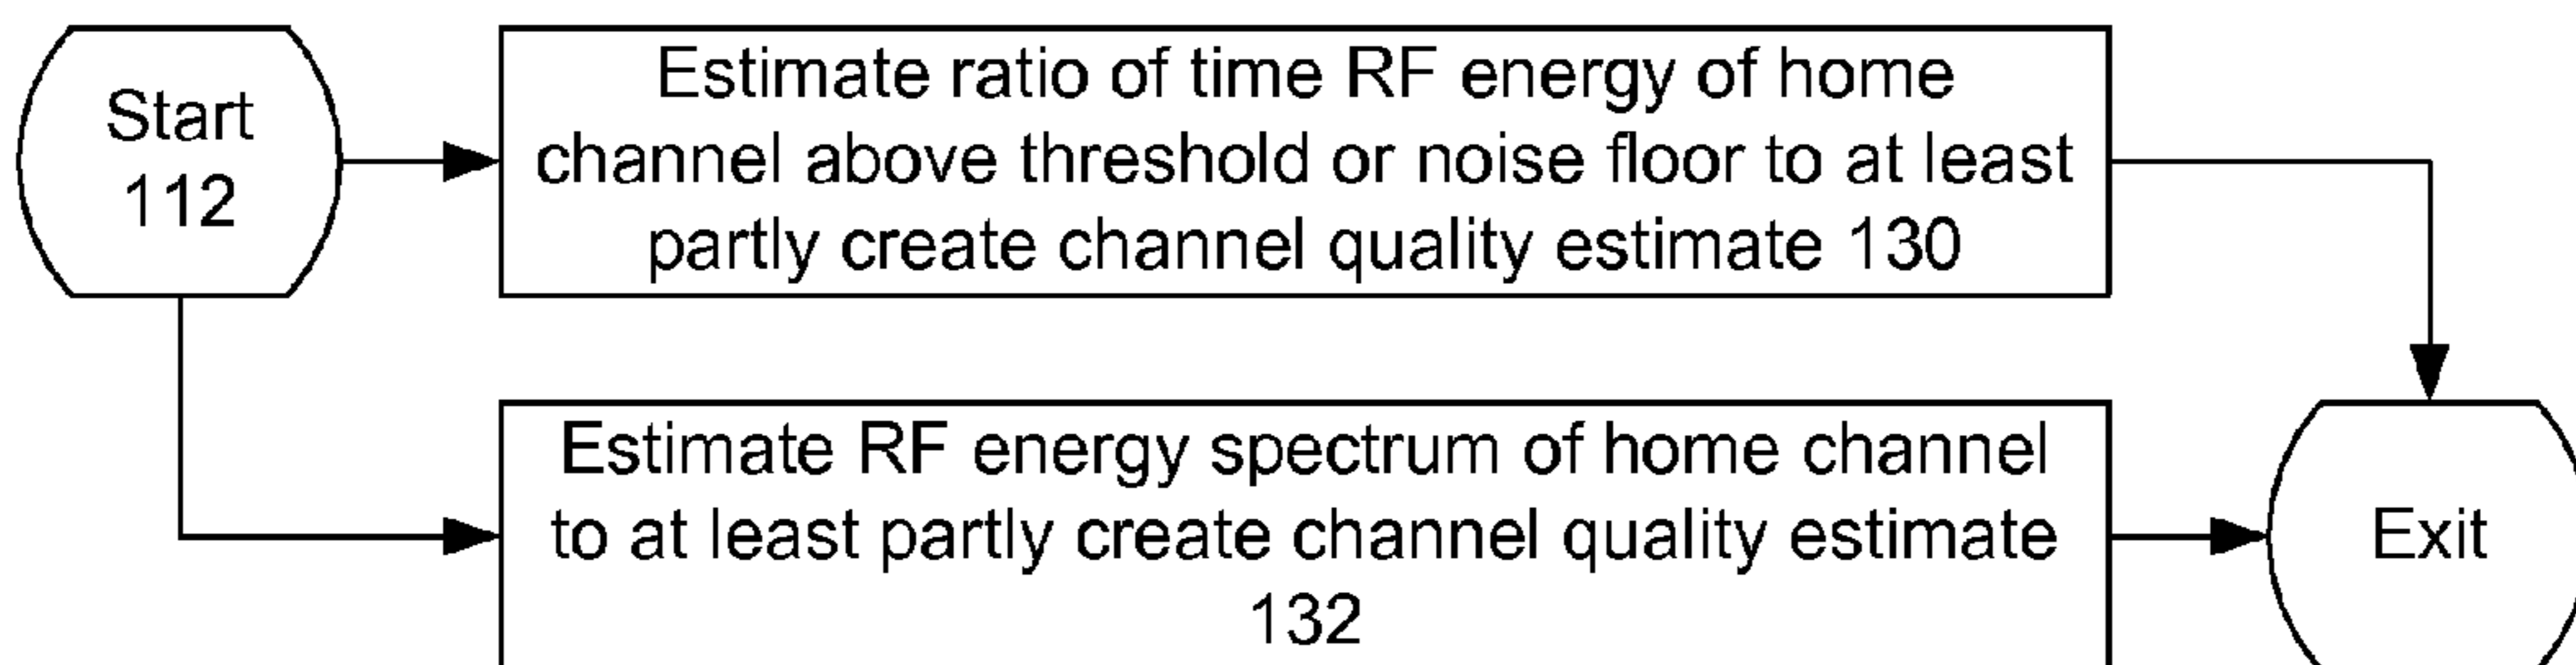 Start
112
Estimate ratio of time RF energy of home
channel above threshold or noise floor to at least
partly create channel quality estimate 130
Estimate RF energy spectrum of home channel
to at least partly create channel quality estimate
132
Exit